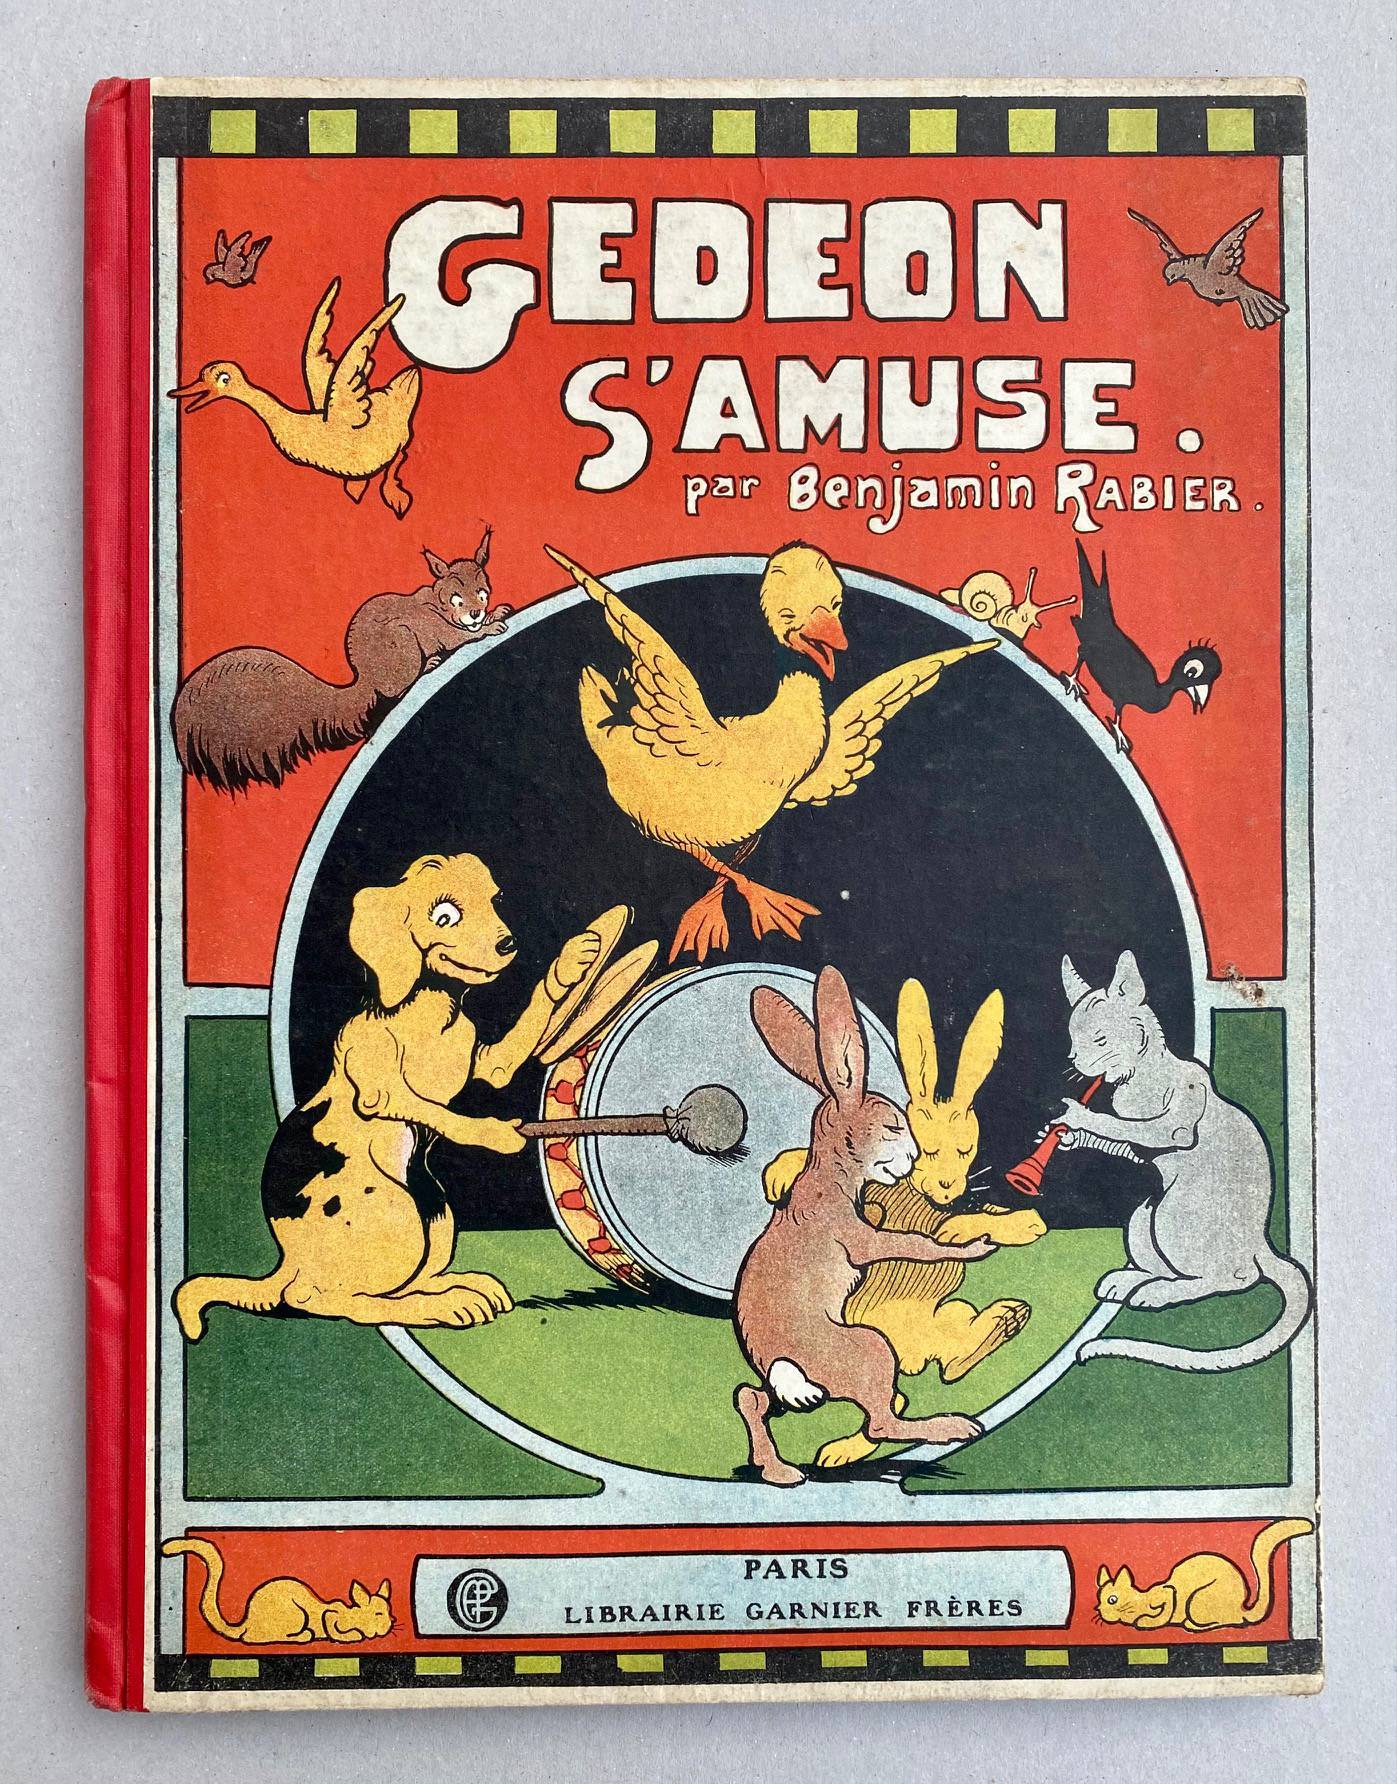 GEDEON
S'AMUSE.
par Benjamin RABIER.
PARIS
LIBRAIRIE GARNIER FRÈRES